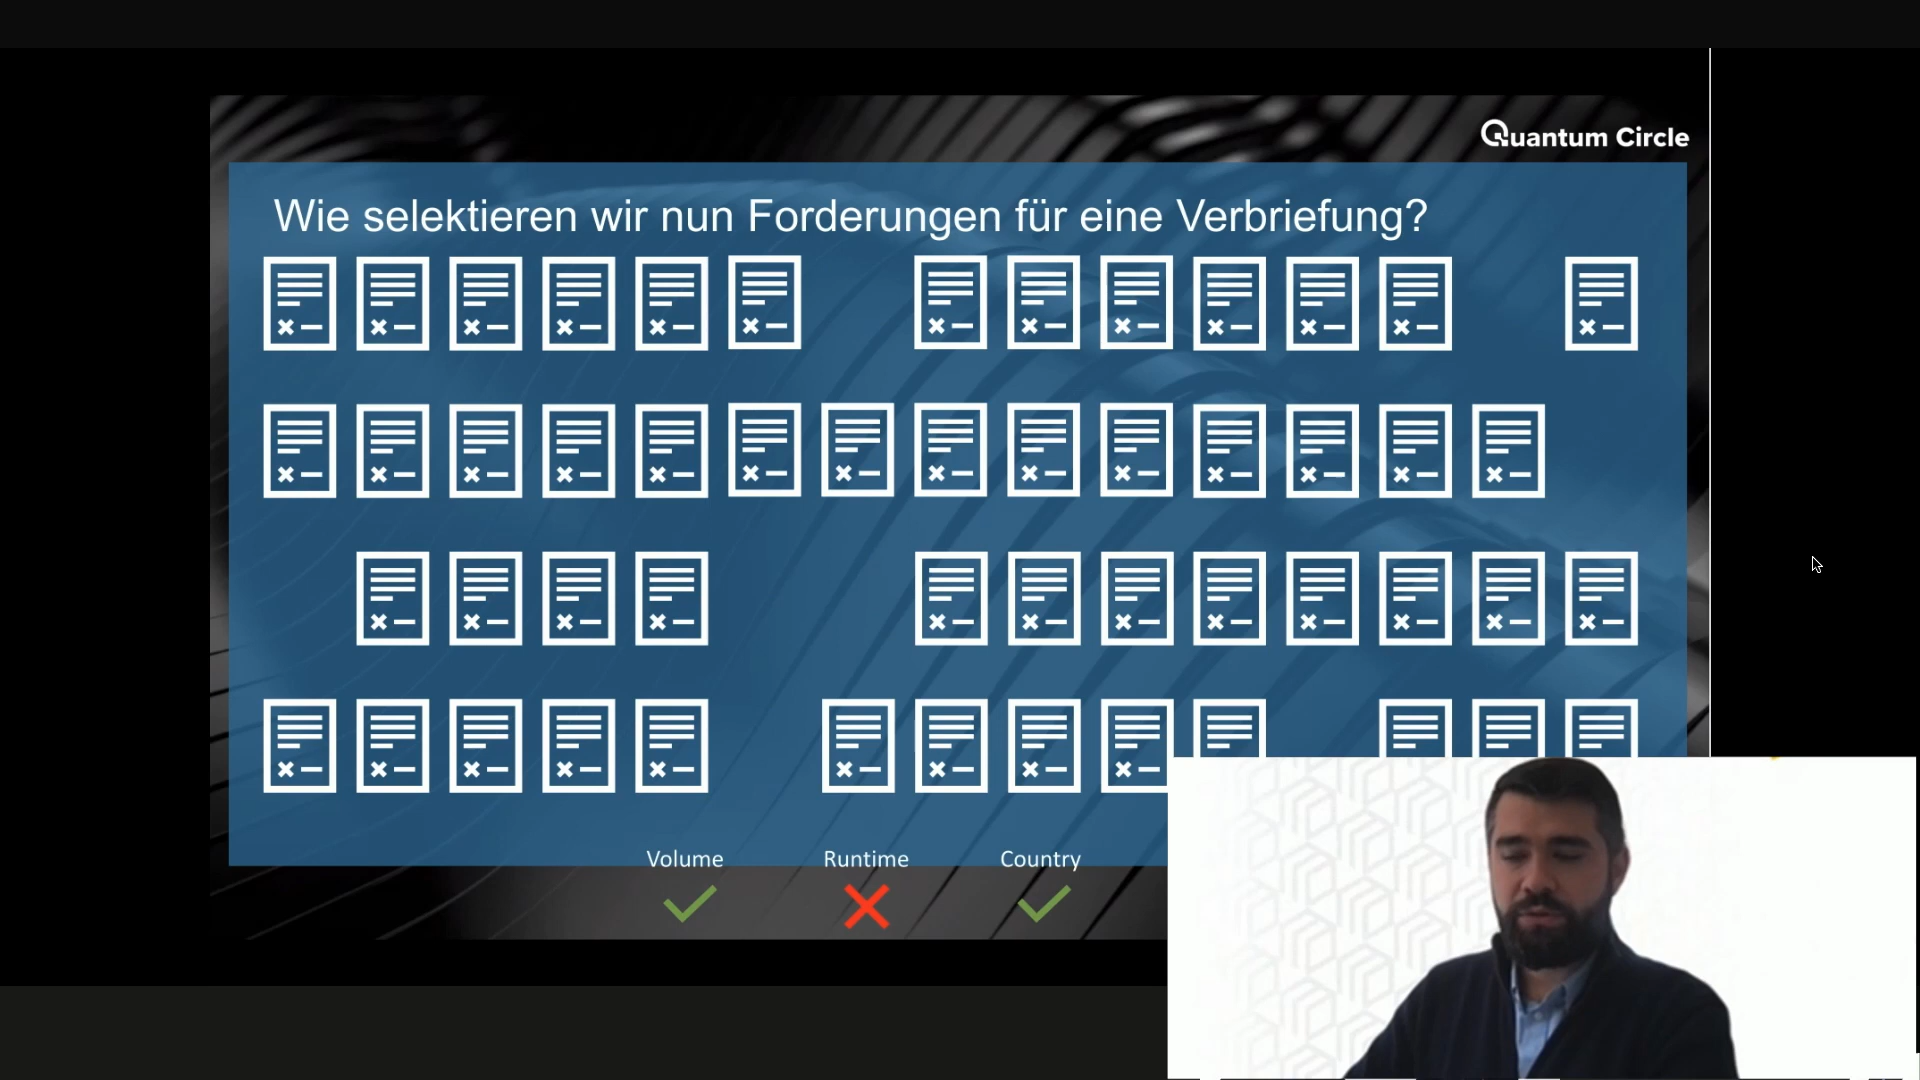 Quantum Circle
Wie selektieren wir nun Forderungen für eine Verbriefung?
Volume Runtime Country